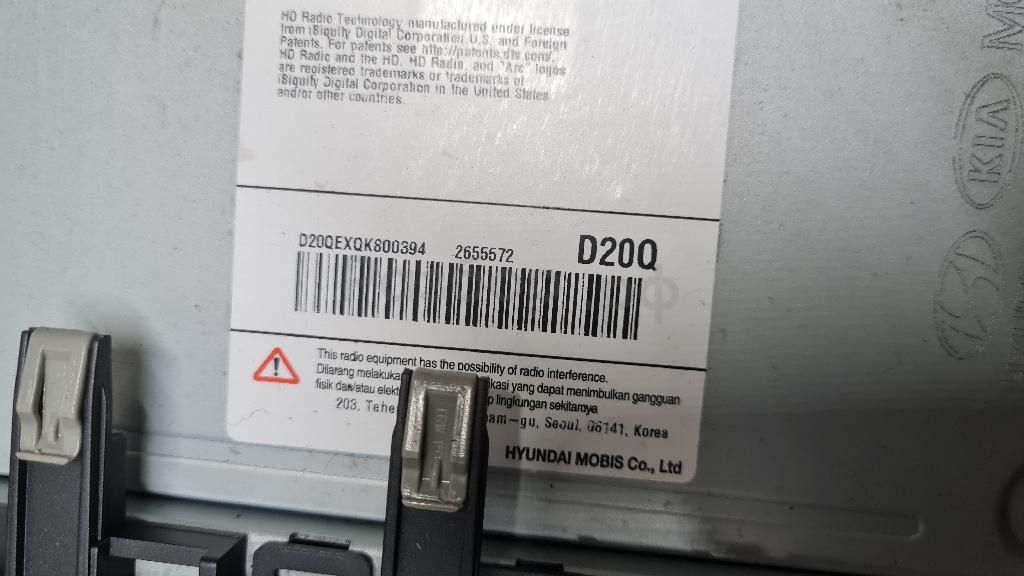 HD Radio Technology manufactured under license
from iBiquity Digital Corporation U.S. and Foreign
Patents. For patents see http://patents.dts.com/.
HD Radio and the HD, HD Radio, and "Arc" logos
are registered trademarks or trademarks of
iBiquity Digital Corporation in the United States
and/or other countries.
D20QEXQK800394 2655572 D20Q
This radio equipment has the possibility of radio interference.
Dilarang melakuka kasi yang dapat menimbulkan gangguan
fisik dan/atau elekt lingkungan sekitarnya
203, Tehe am-gu, Seoul, 06141, Korea
HYUNDAI MOBIS Co., Ltd
KIA